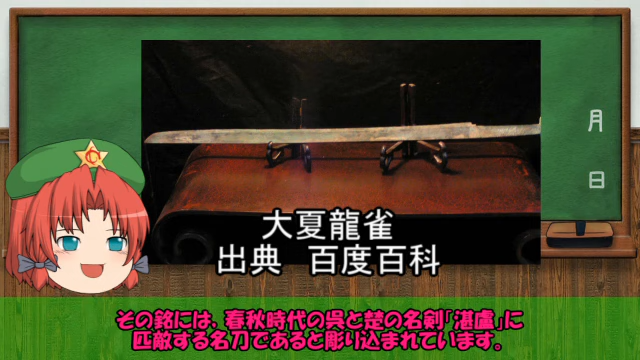 月
日
大夏龍雀
出典 百度百科
その銘には、春秋時代の呉と楚の名剣「湛盧」に
匹敵する名刀であると彫り込まれています。